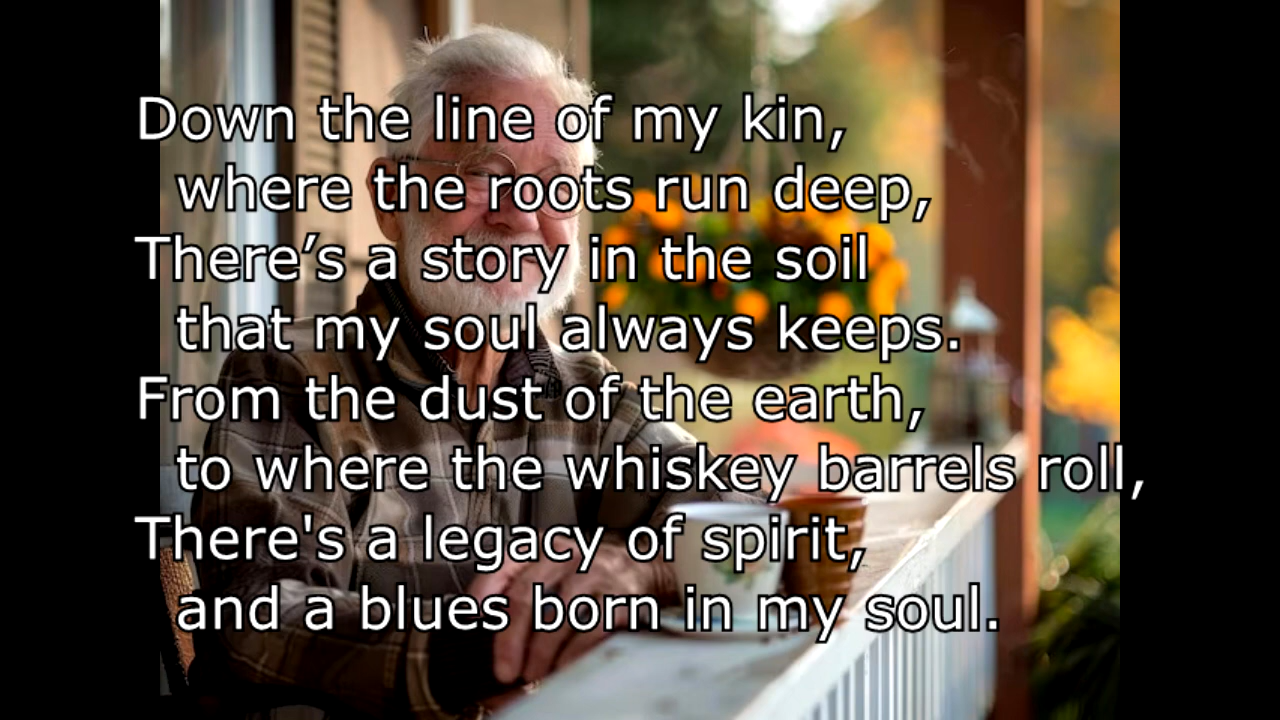 Down the line of my kin,
where the roots run deep,
There’s a story in the soil
that my soul always keeps.
From the dust of the earth,
to where the whiskey barrels roll,
There's a legacy of spirit,
and a blues born in my soul.